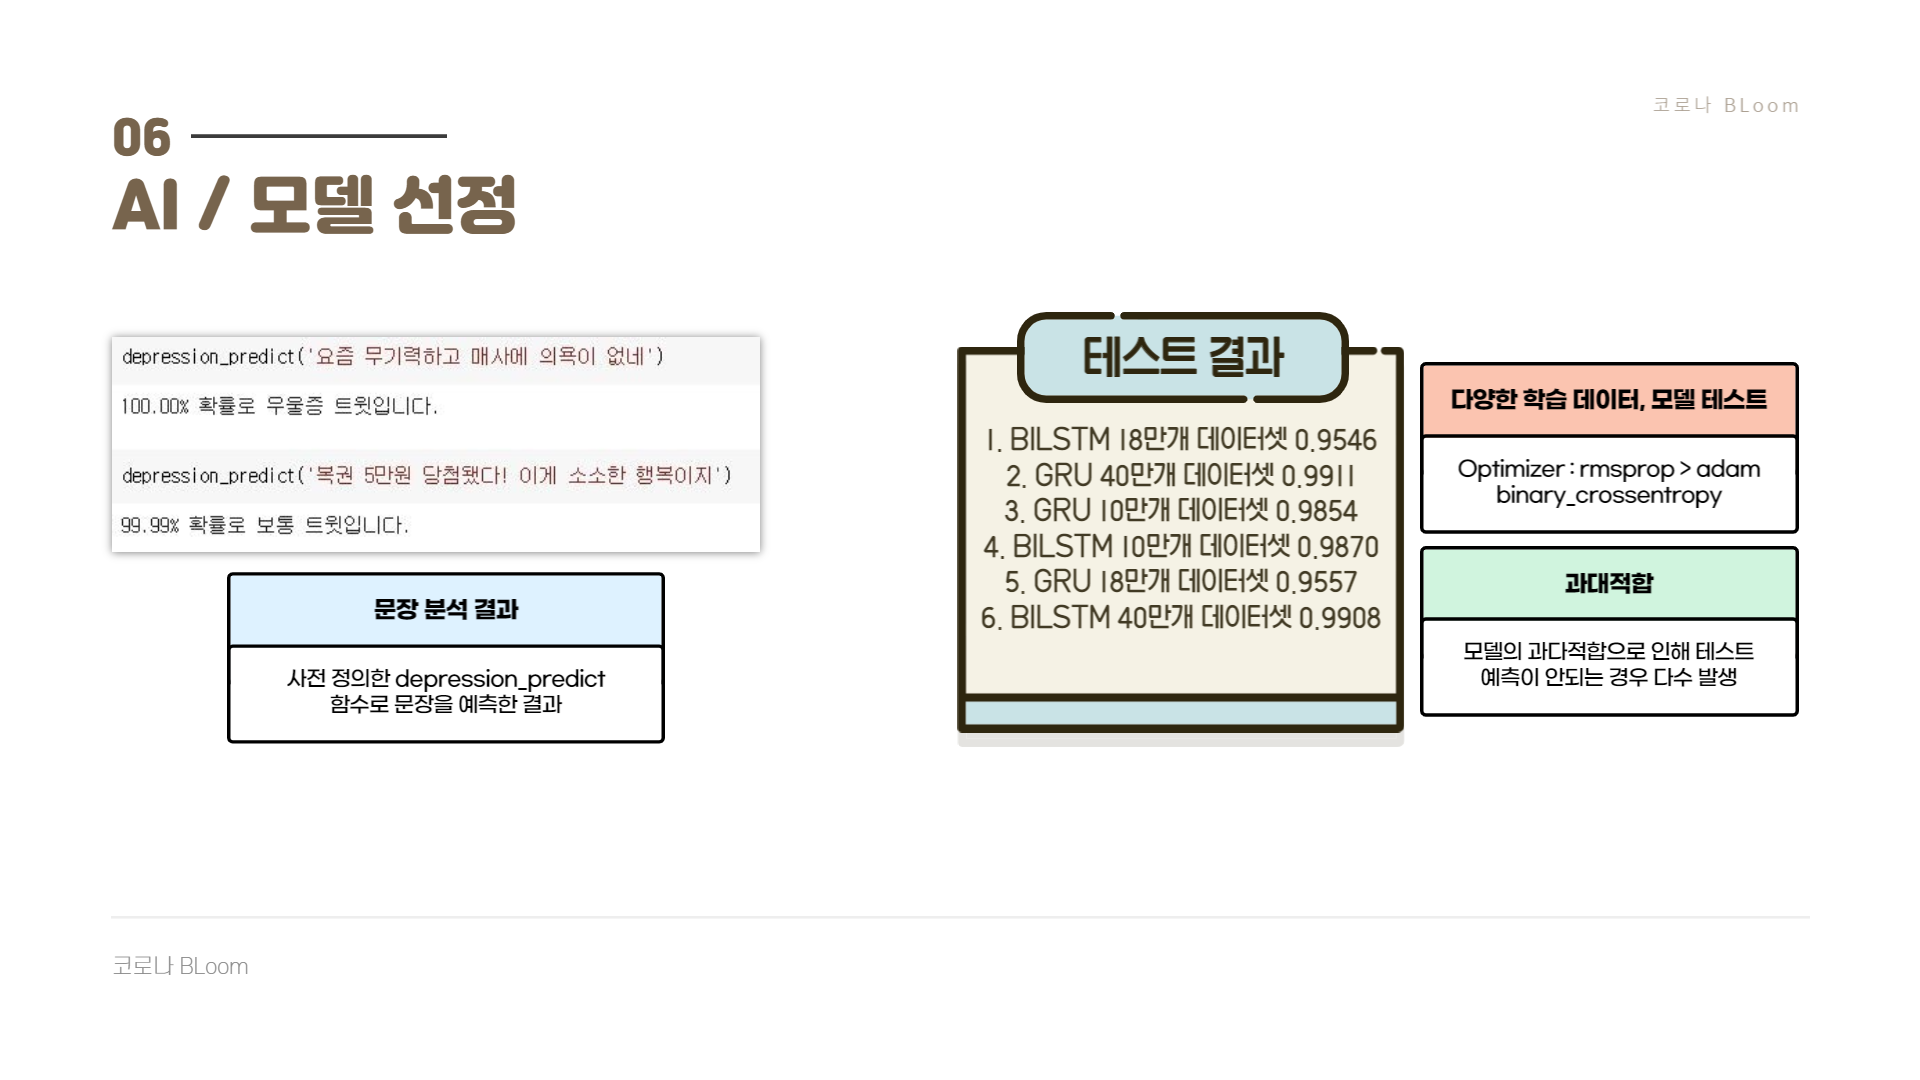 코로나 BLoom
06
AI / 모델 선정
depression_predict('요즘 무기력하고 매사에 의욕이 없네')
100.00% 확률로 우울증 트윗입니다.
depression_predict('복권 5만원 당첨됐다! 이게 소소한 행복이지')
99.99% 확률로 보통 트윗입니다.
문장 분석 결과
사전 정의한 depression_predict
함수로 문장을 예측한 결과
테스트 결과
1. BILSTM 18만개 데이터셋 0.9546
2. GRU 40만개 데이터셋 0.9911
3. GRU 10만개 데이터셋 0.9854
4. BILSTM 10만개 데이터셋 0.9870
5. GRU 18만개 데이터셋 0.9557
6. BILSTM 40만개 데이터셋 0.9908
다양한 학습 데이터, 모델 테스트
Optimizer : rmsprop > adam
binary_crossentropy
과대적합
모델의 과다적합으로 인해 테스트
예측이 안되는 경우 다수 발생
코로나 BLoom